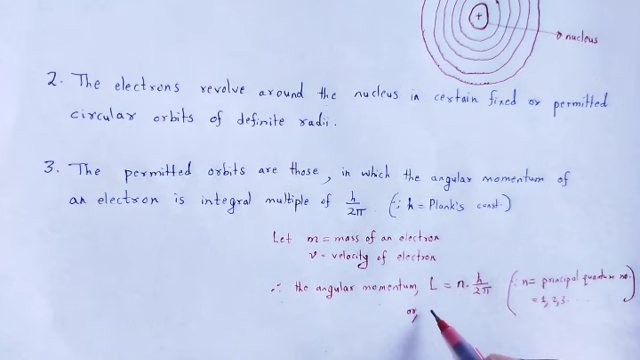 +
nucleus
2. The electrons revolve around the nucleus in certain fixed or permitted
circular orbits of definite radii.
3. The permitted orbits are those, in which the angular momentum of
an electron is integral multiple of h/2π. (∵ h = Plank's const.)
Let m = mass of an electron
v = velocity of electron
∴ the angular momentum, L = n. h/2π (∵ n = principal quantum no.
= 1, 2, 3. ....)
or,